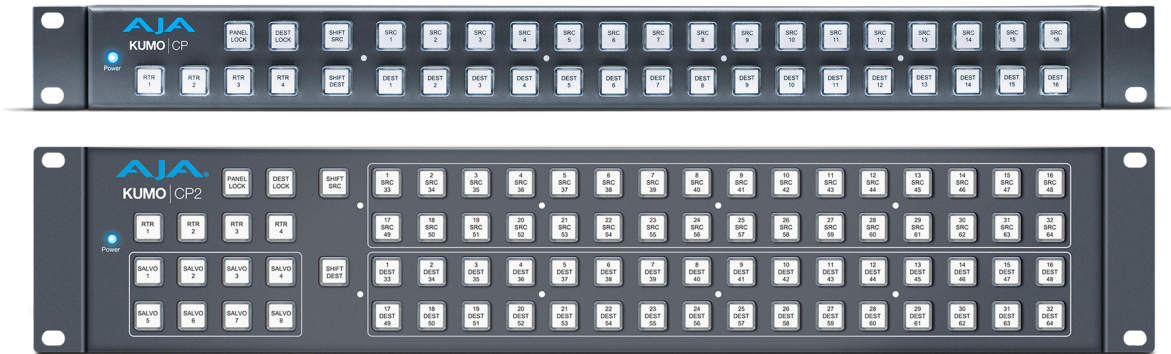 AJA
KUMO | CP
PANEL LOCK DEST LOCK SHIFT SRC SRC 1 SRC 2 SRC 3 SRC 4 SRC 5 SRC 6 SRC 7 SRC 8 SRC 9 SRC 10 SRC 11 SRC 12 SRC 13 SRC 14 SRC 15 SRC 16
Power
RTR 1 RTR 2 RTR 3 RTR 4 SHIFT DEST DEST 1 DEST 2 DEST 3 DEST 4 DEST 5 DEST 6 DEST 7 DEST 8 DEST 9 DEST 10 DEST 11 DEST 12 DEST 13 DEST 14 DEST 15 DEST 16
AJA.
KUMO | CP2
PANEL LOCK DEST LOCK SHIFT SRC 1 SRC 33 2 SRC 34 3 SRC 35 4 SRC 36 5 SRC 37 6 SRC 38 7 SRC 39 8 SRC 40 9 SRC 41 10 SRC 42 11 SRC 43 12 SRC 44 13 SRC 45 14 SRC 46 15 SRC 47 16 SRC 48
RTR 1 RTR 2 RTR 3 RTR 4 17 SRC 49 18 SRC 50 19 SRC 51 20 SRC 52 21 SRC 53 22 SRC 54 23 SRC 55 24 SRC 56 25 SRC 57 26 SRC 58 27 SRC 59 28 SRC 60 29 SRC 61 30 SRC 62 31 SRC 63 32 SRC 64
Power
SALVO 1 SALVO 2 SALVO 3 SALVO 4 SHIFT DEST 1 DEST 33 2 DEST 34 3 DEST 35 4 DEST 36 5 DEST 37 6 DEST 38 7 DEST 39 8 DEST 40 9 DEST 41 10 DEST 42 11 DEST 43 12 DEST 44 13 DEST 45 14 DEST 46 15 DEST 47 16 DEST 48
SALVO 5 SALVO 6 SALVO 7 SALVO 8 17 DEST 49 18 DEST 50 19 DEST 51 20 DEST 52 21 DEST 53 22 DEST 54 23 DEST 55 24 DEST 56 25 DEST 57 26 DEST 58 27 DEST 59 28 DEST 60 29 DEST 61 30 DEST 62 31 DEST 63 32 DEST 64